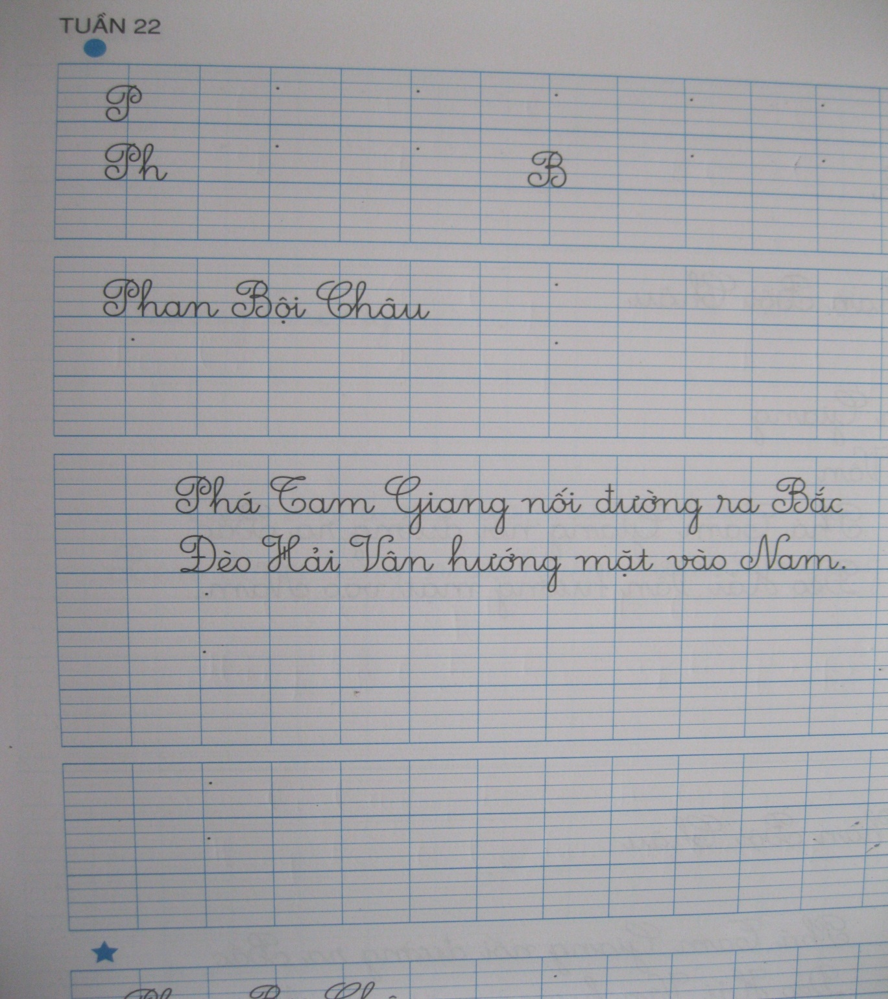 TUẦN 22
P
Ph B
Phan Bội Châu
Phá Tam Giang nối đường ra Bắc
Đèo Hải Vân hướng mặt vào Nam.